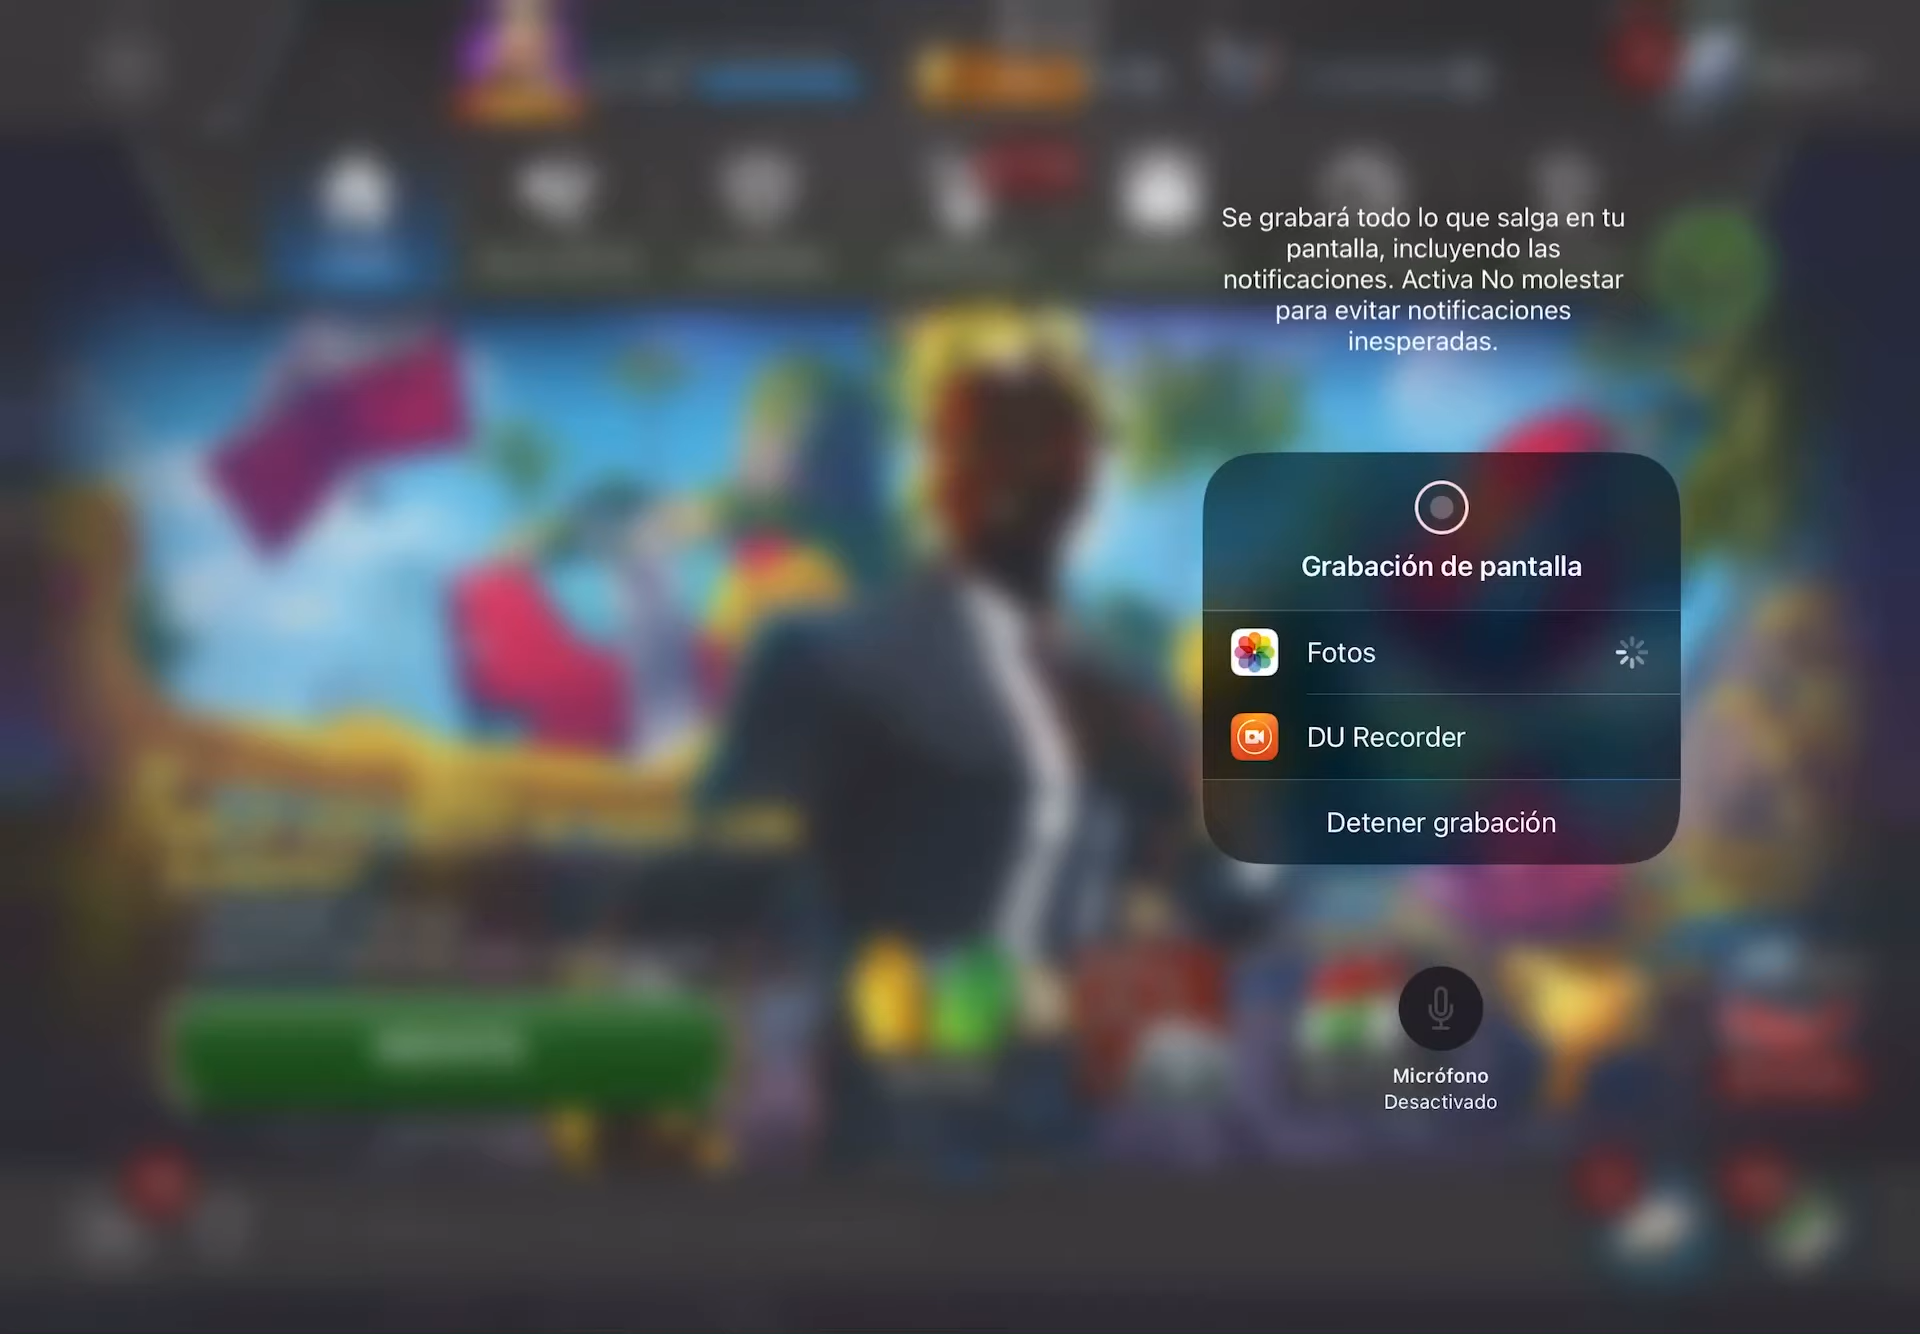 Se grabará todo lo que salga en tu
pantalla, incluyendo las
notificaciones. Activa No molestar
para evitar notificaciones
inesperadas.
Grabación de pantalla
Fotos
DU Recorder
Detener grabación
Micrófono
Desactivado